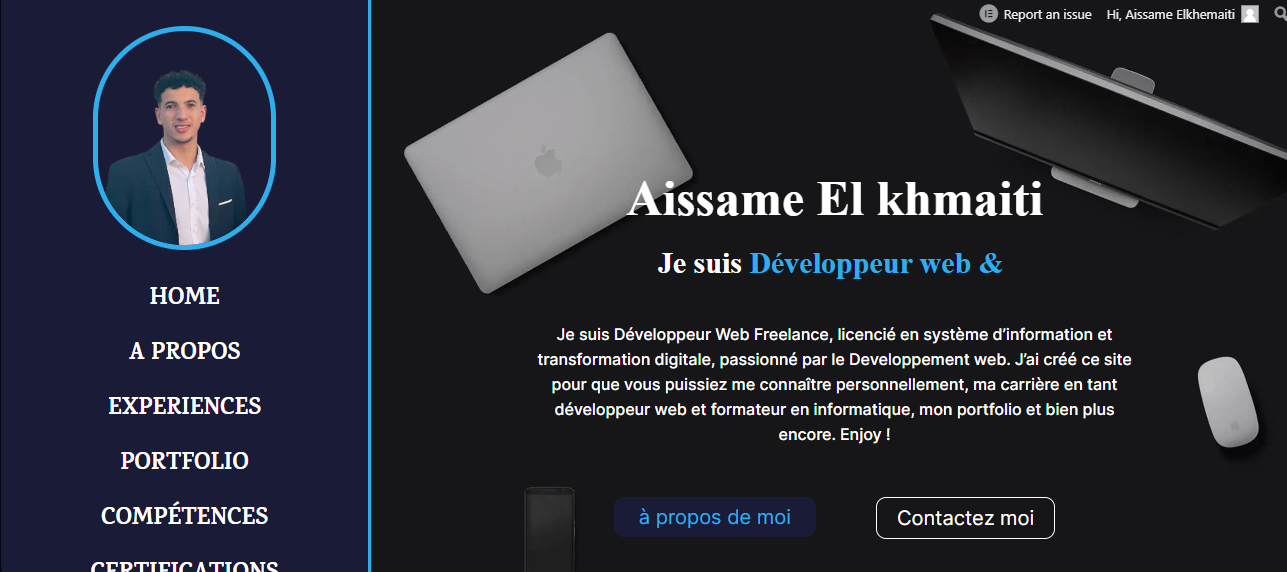 Report an issue
Hi, Aissame Elkhemaiti
HOME
A PROPOS
EXPERIENCES
PORTFOLIO
COMPÉTENCES
CERTIFICATIONS
Aissame El khmaiti
Je suis Développeur web &
Je suis Développeur Web Freelance, licencié en système d’information et
transformation digitale, passionné par le Developpement web. J’ai créé ce site
pour que vous puissiez me connaître personnellement, ma carrière en tant
développeur web et formateur en informatique, mon portfolio et bien plus
encore. Enjoy !
à propos de moi
Contactez moi